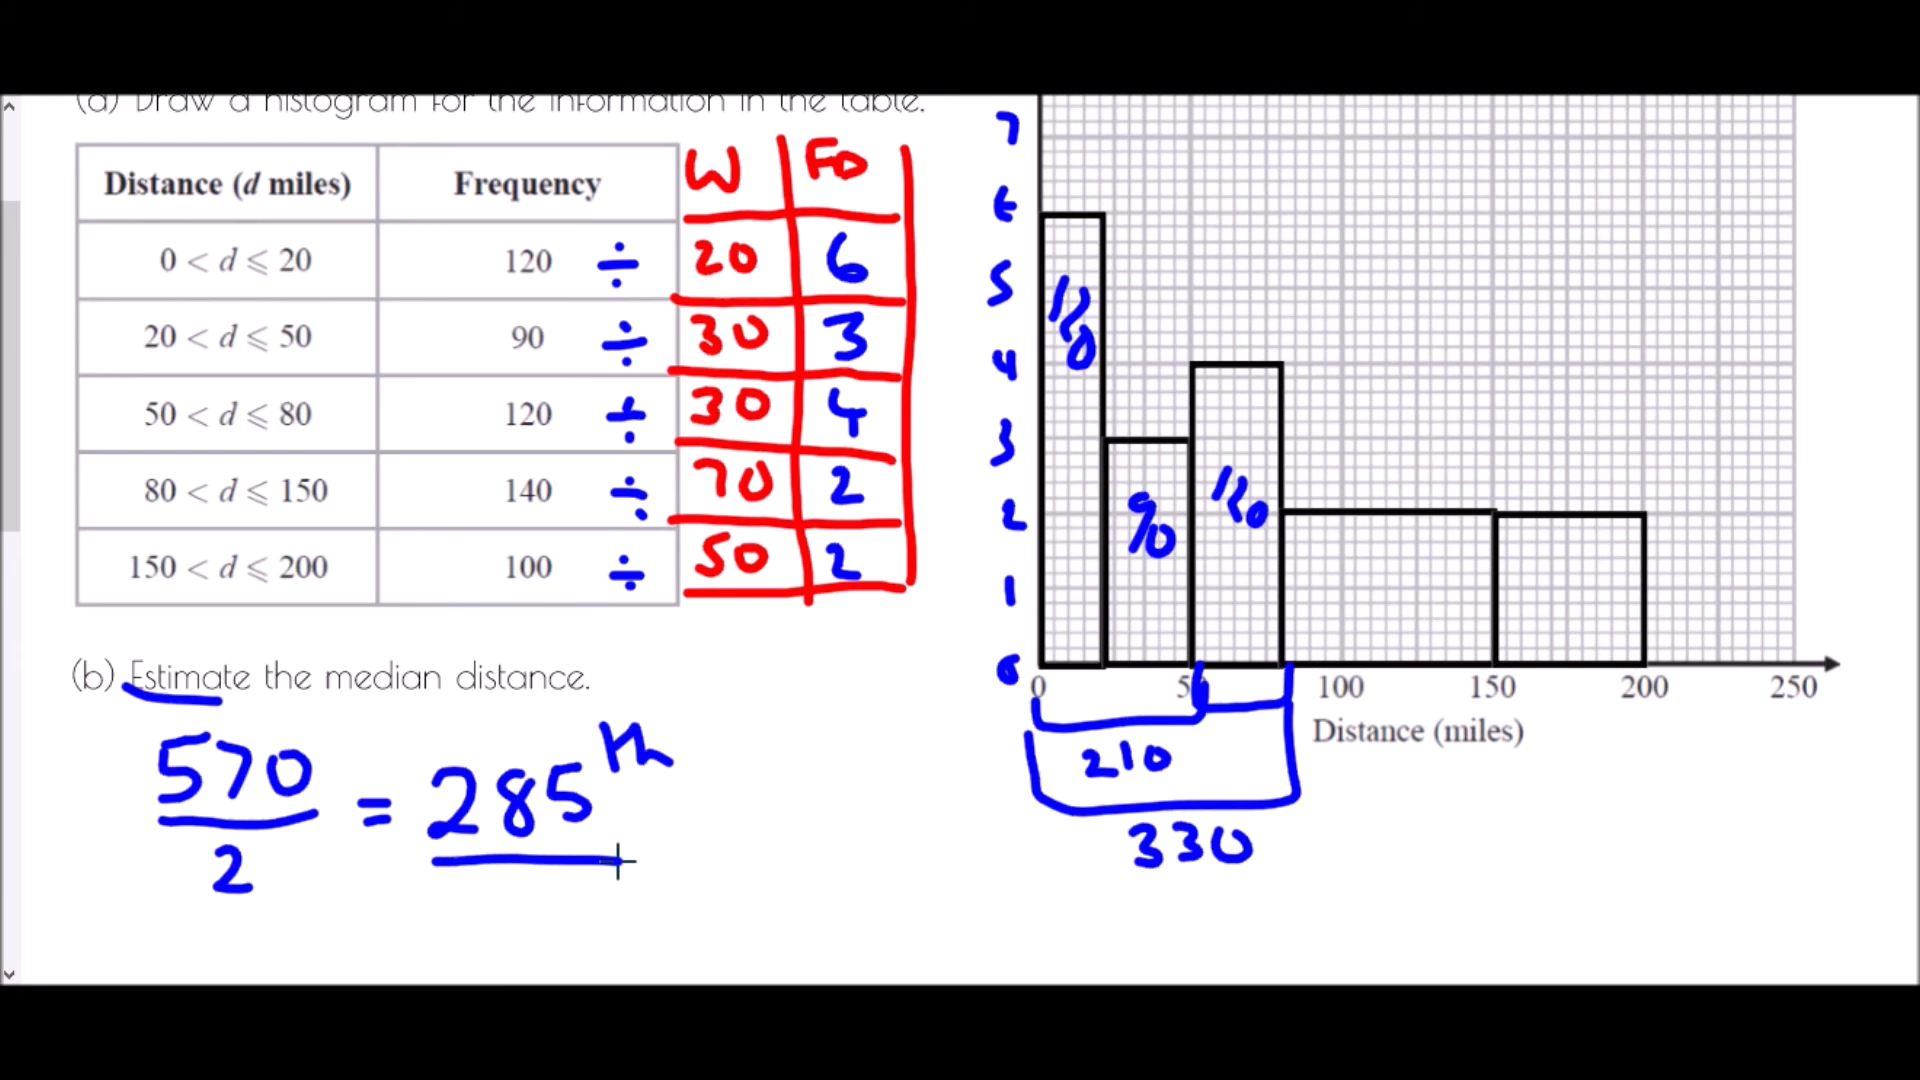 (a) Draw a histogram for the information in the table.
Distance (d miles) Frequency W FD
0 < d ⩽ 20 120 ÷ 20 6
20 < d ⩽ 50 90 ÷ 30 3
50 < d ⩽ 80 120 ÷ 30 4
80 < d ⩽ 150 140 ÷ 70 2
150 < d ⩽ 200 100 ÷ 50 2
(b) Estimate the median distance.
570
2
= 285th
7
6
5
4
3
2
1
0
120
90
120
0 50 100 150 200 250
Distance (miles)
210
330